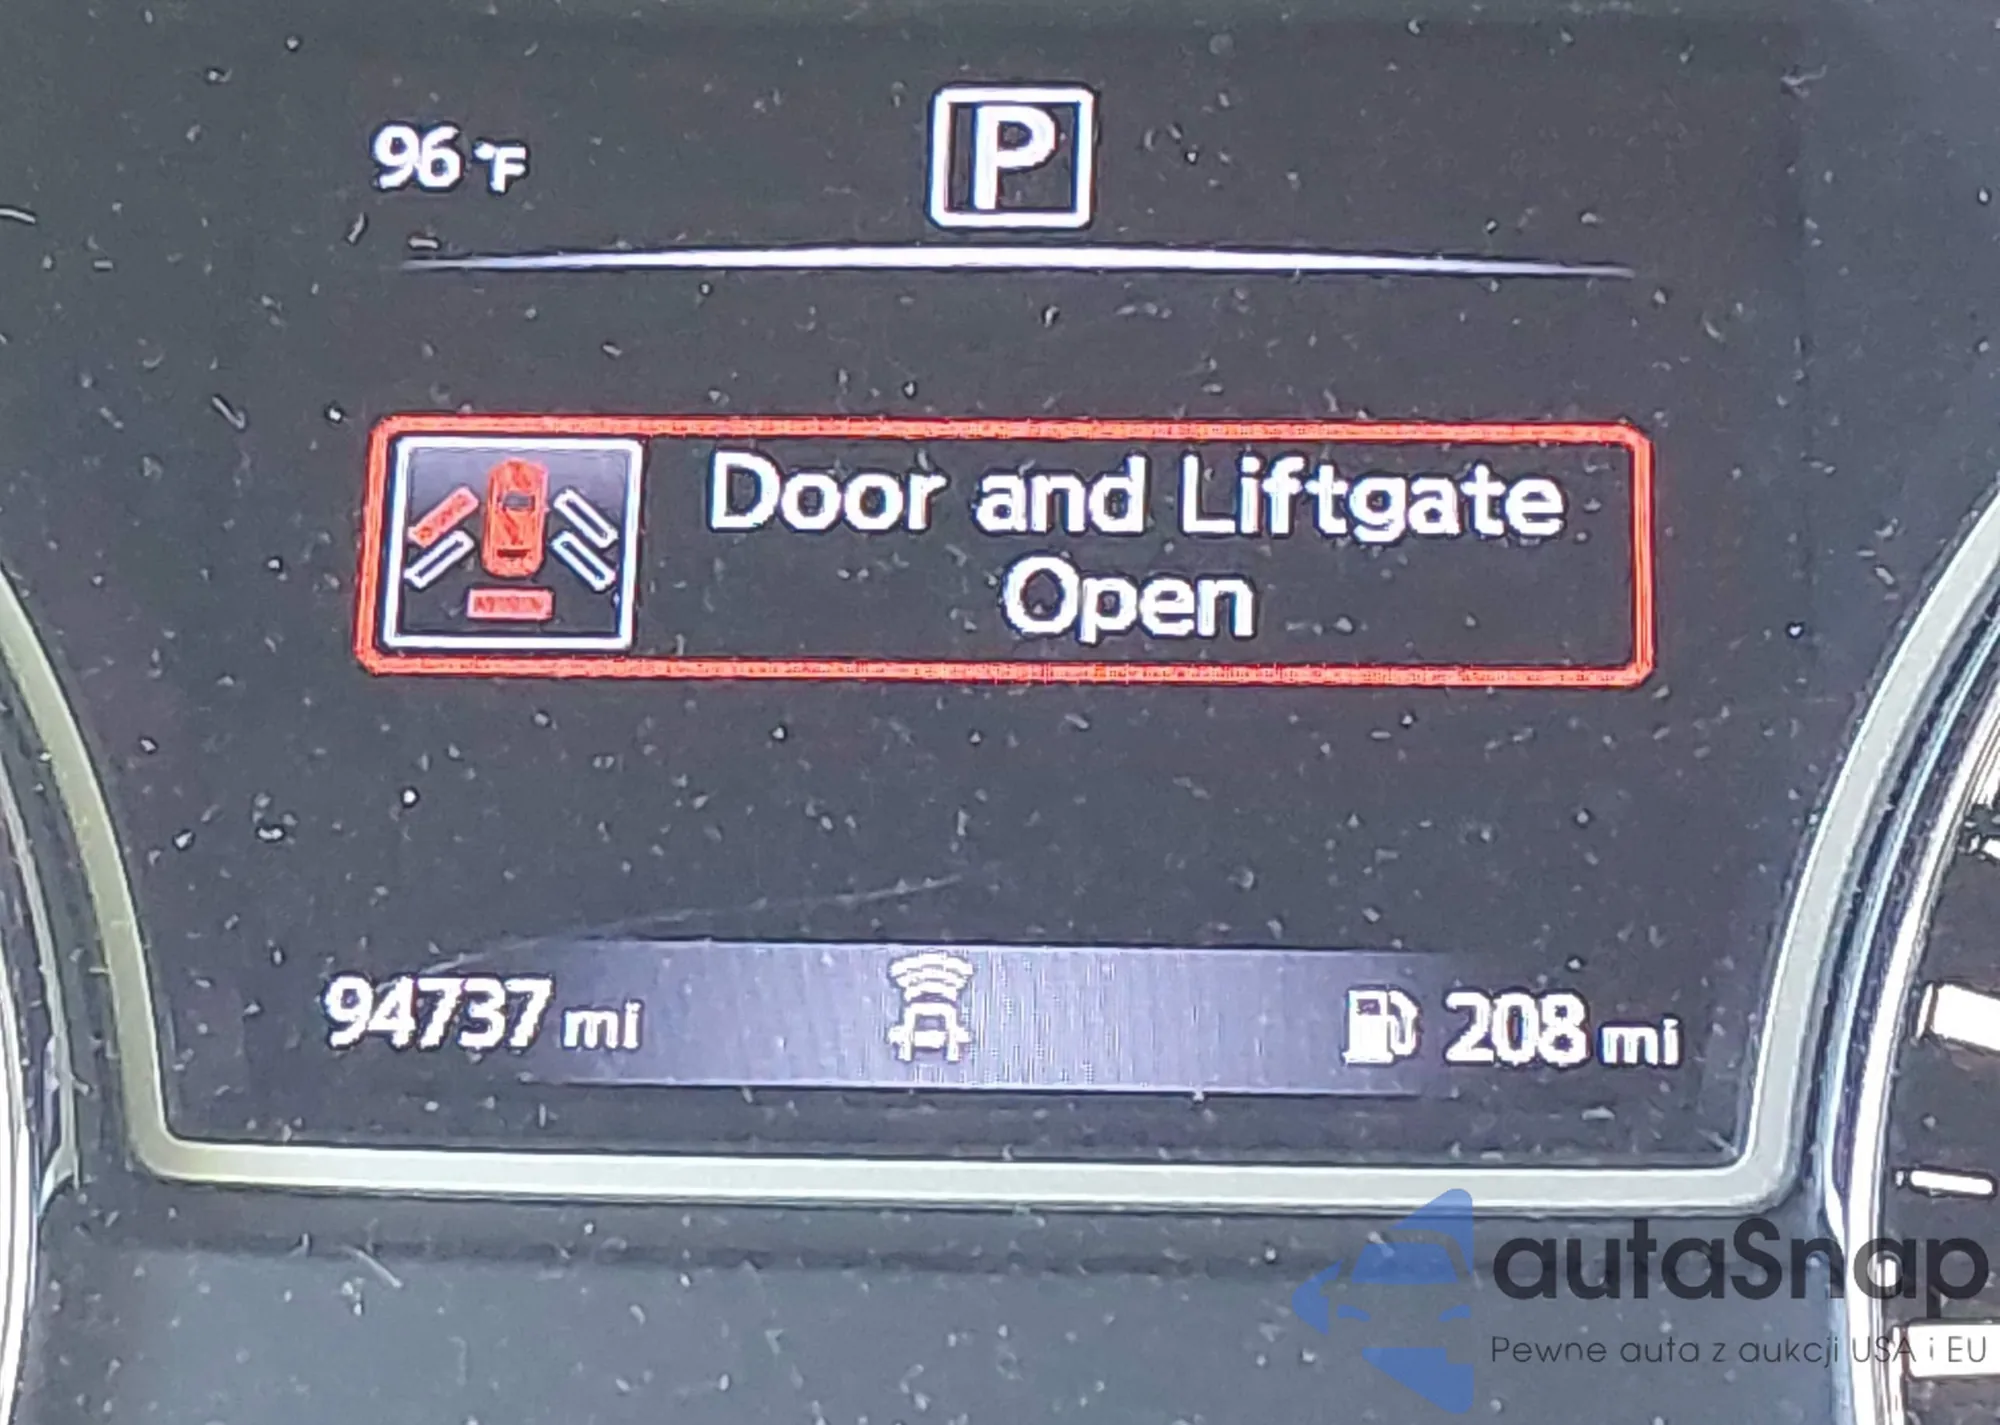 96 °F
P
Door and Liftgate
Open
94737 mi
208 mi
autaSnap
Pewne auta z aukcji USA i EU